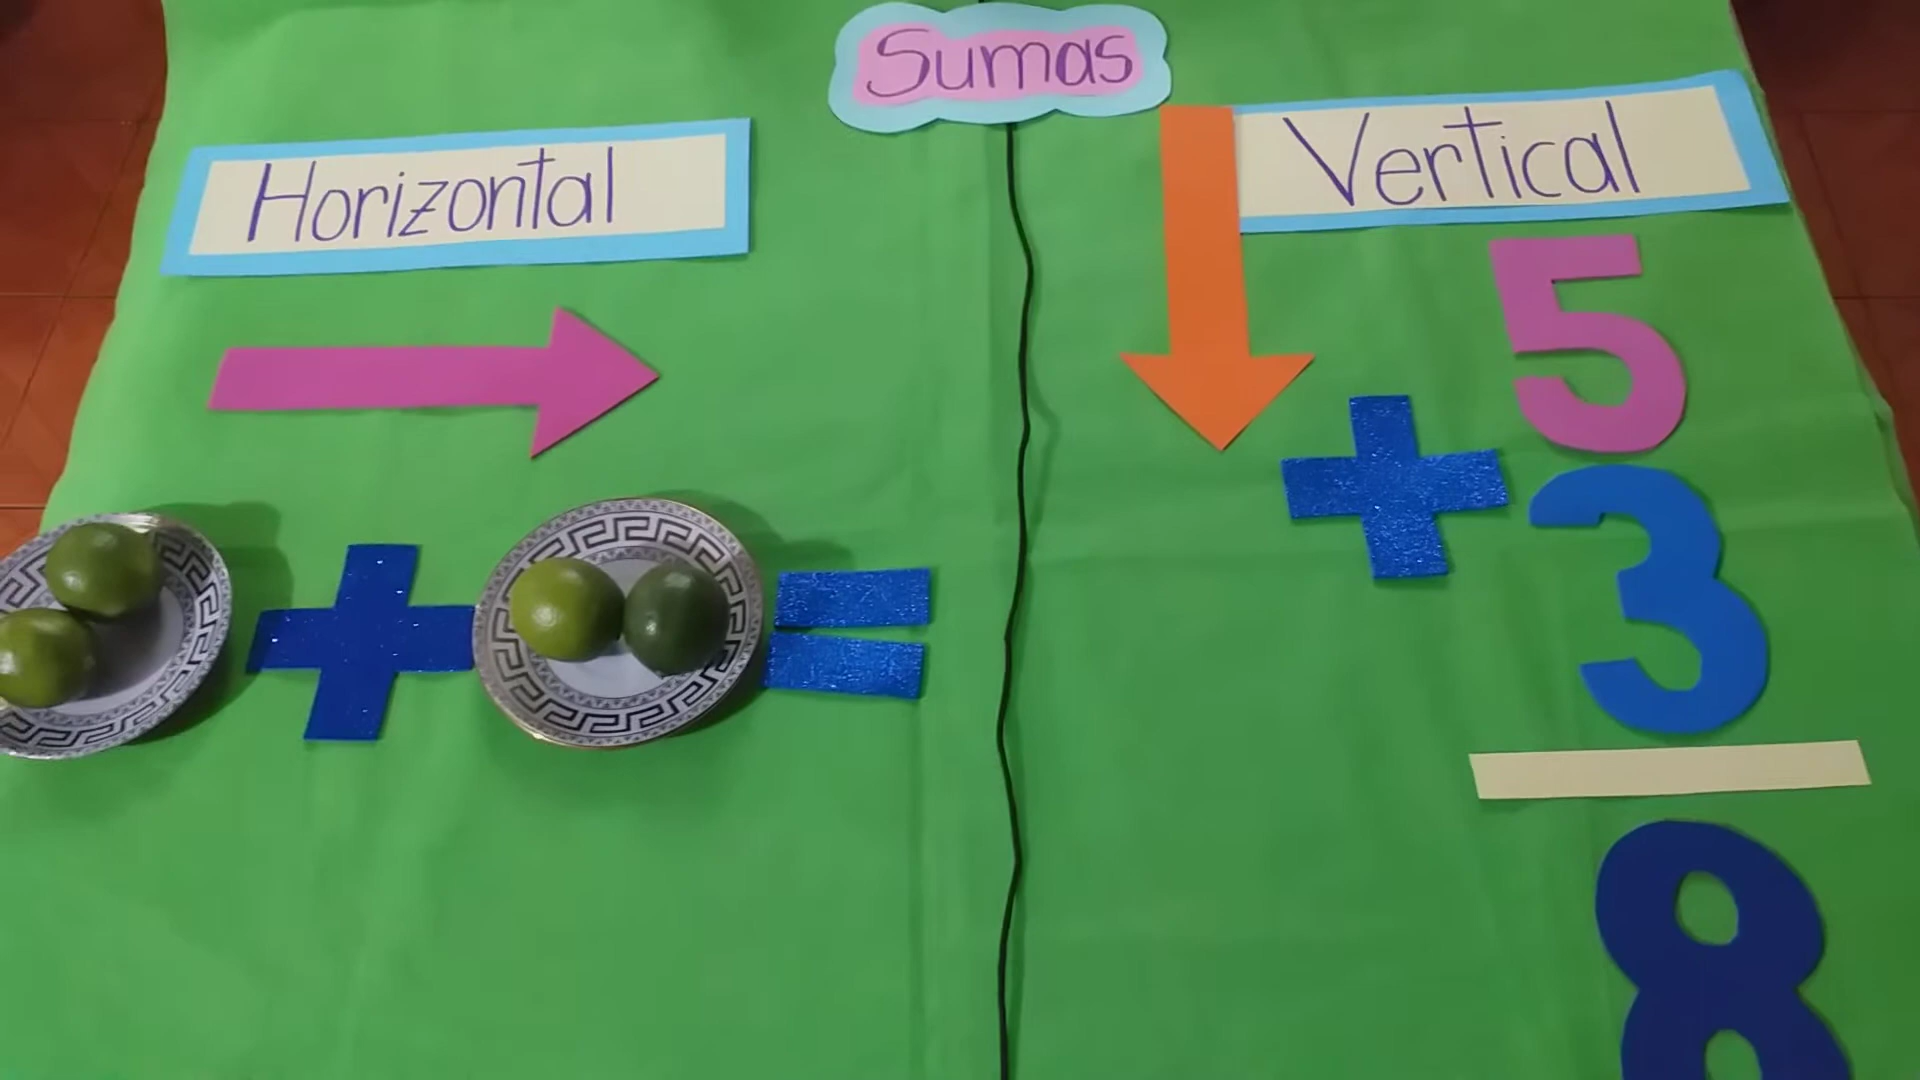 Sumas
Horizontal
Vertical
5
+ 3
8
+ =